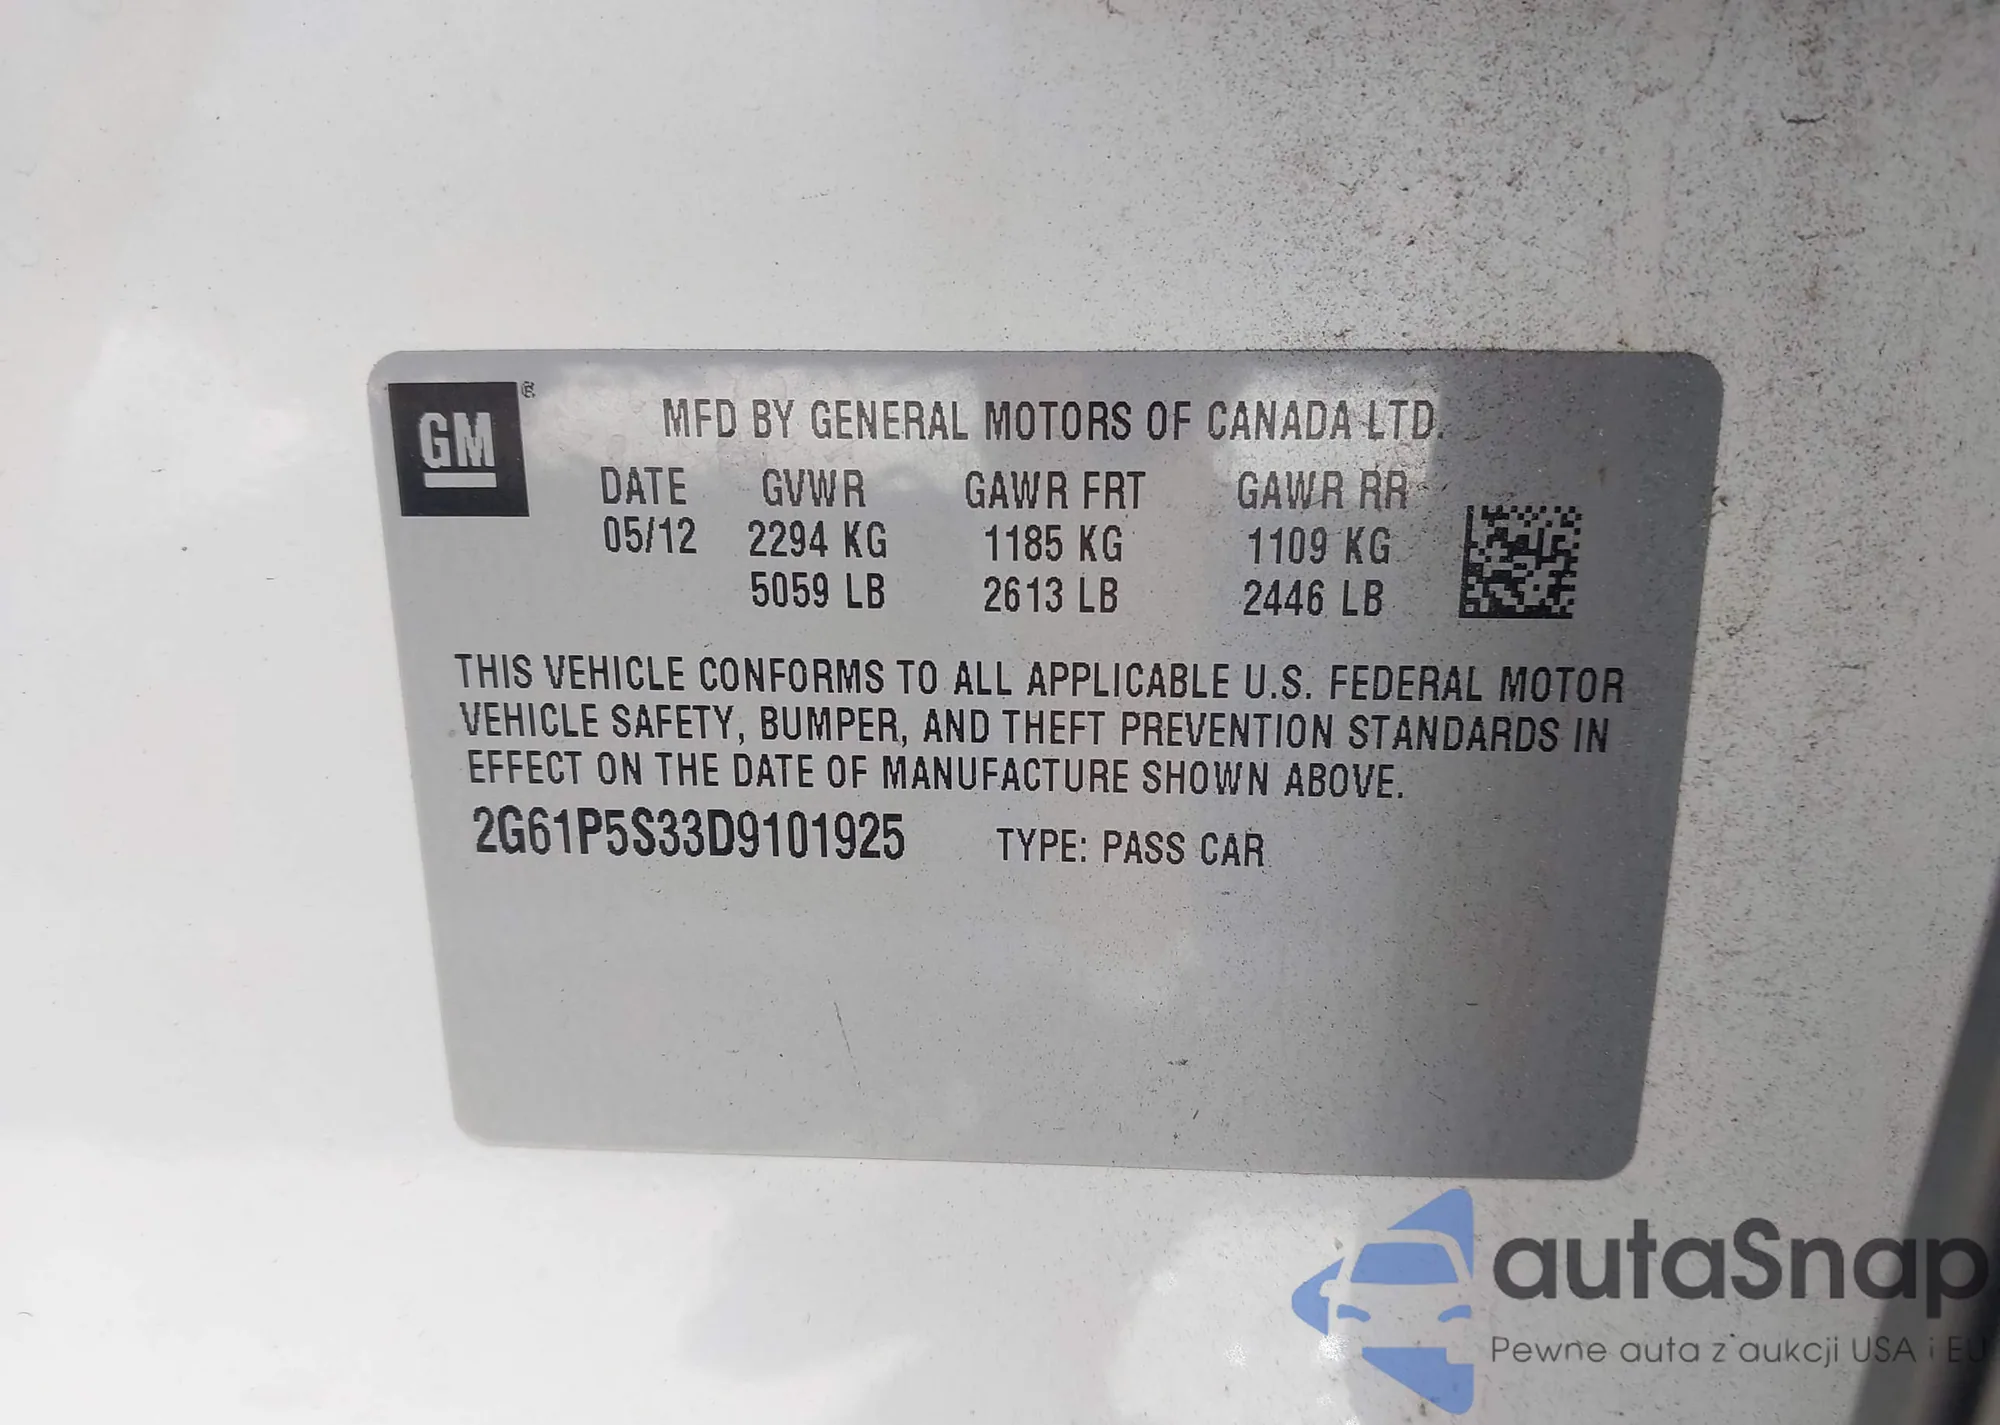 GM ®
MFD BY GENERAL MOTORS OF CANADA LTD.
DATE GVWR GAWR FRT GAWR RR
05/12 2294 KG 1185 KG 1109 KG
5059 LB 2613 LB 2446 LB
THIS VEHICLE CONFORMS TO ALL APPLICABLE U.S. FEDERAL MOTOR
VEHICLE SAFETY, BUMPER, AND THEFT PREVENTION STANDARDS IN
EFFECT ON THE DATE OF MANUFACTURE SHOWN ABOVE.
2G61P5S33D9101925 TYPE: PASS CAR
autaSnap
Pewne auta z aukcji USA i EU